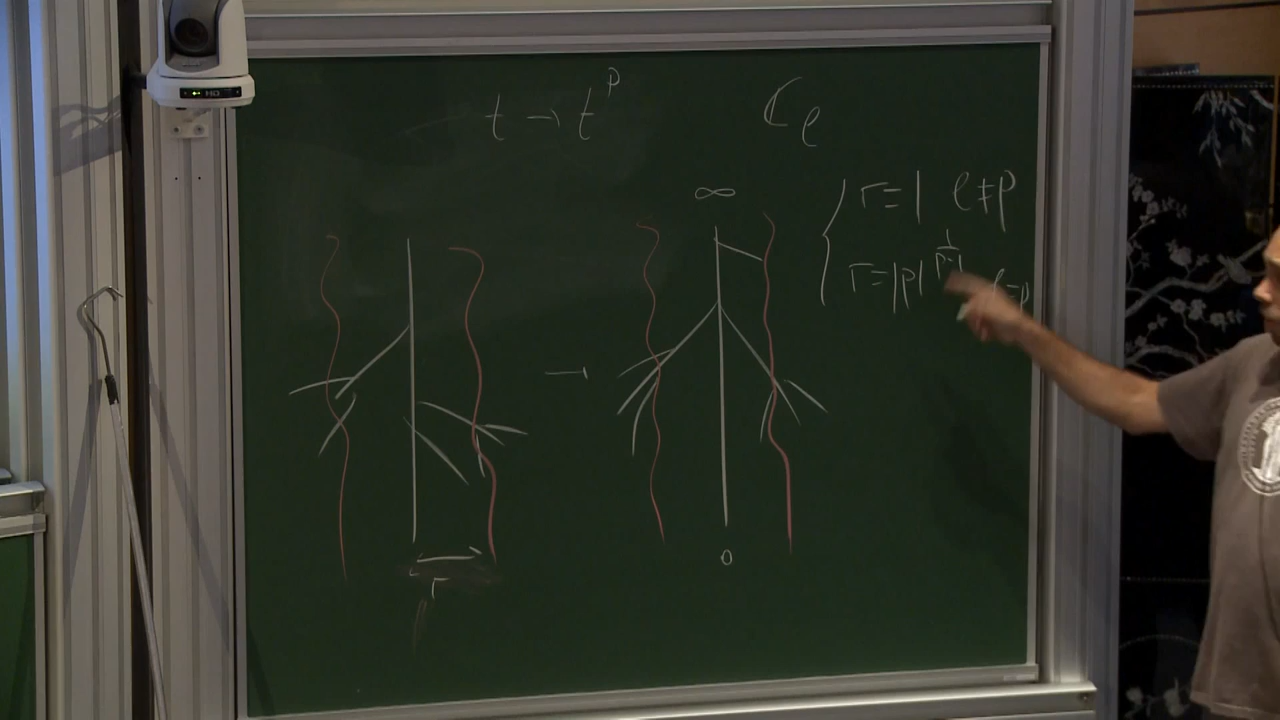 t → t^p
ℂ_ℓ
∞
{ r = 1 ℓ ≠ p
r = |p|^{1/(p-1)} ℓ = p
→
0
r